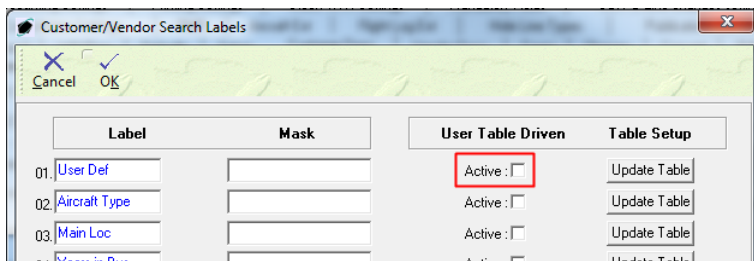 Customer/Vendor Search Labels
Cancel OK
Label Mask User Table Driven Table Setup
01. User Def Active : Update Table
02. Aircraft Type Active : Update Table
03. Main Loc Active : Update Table